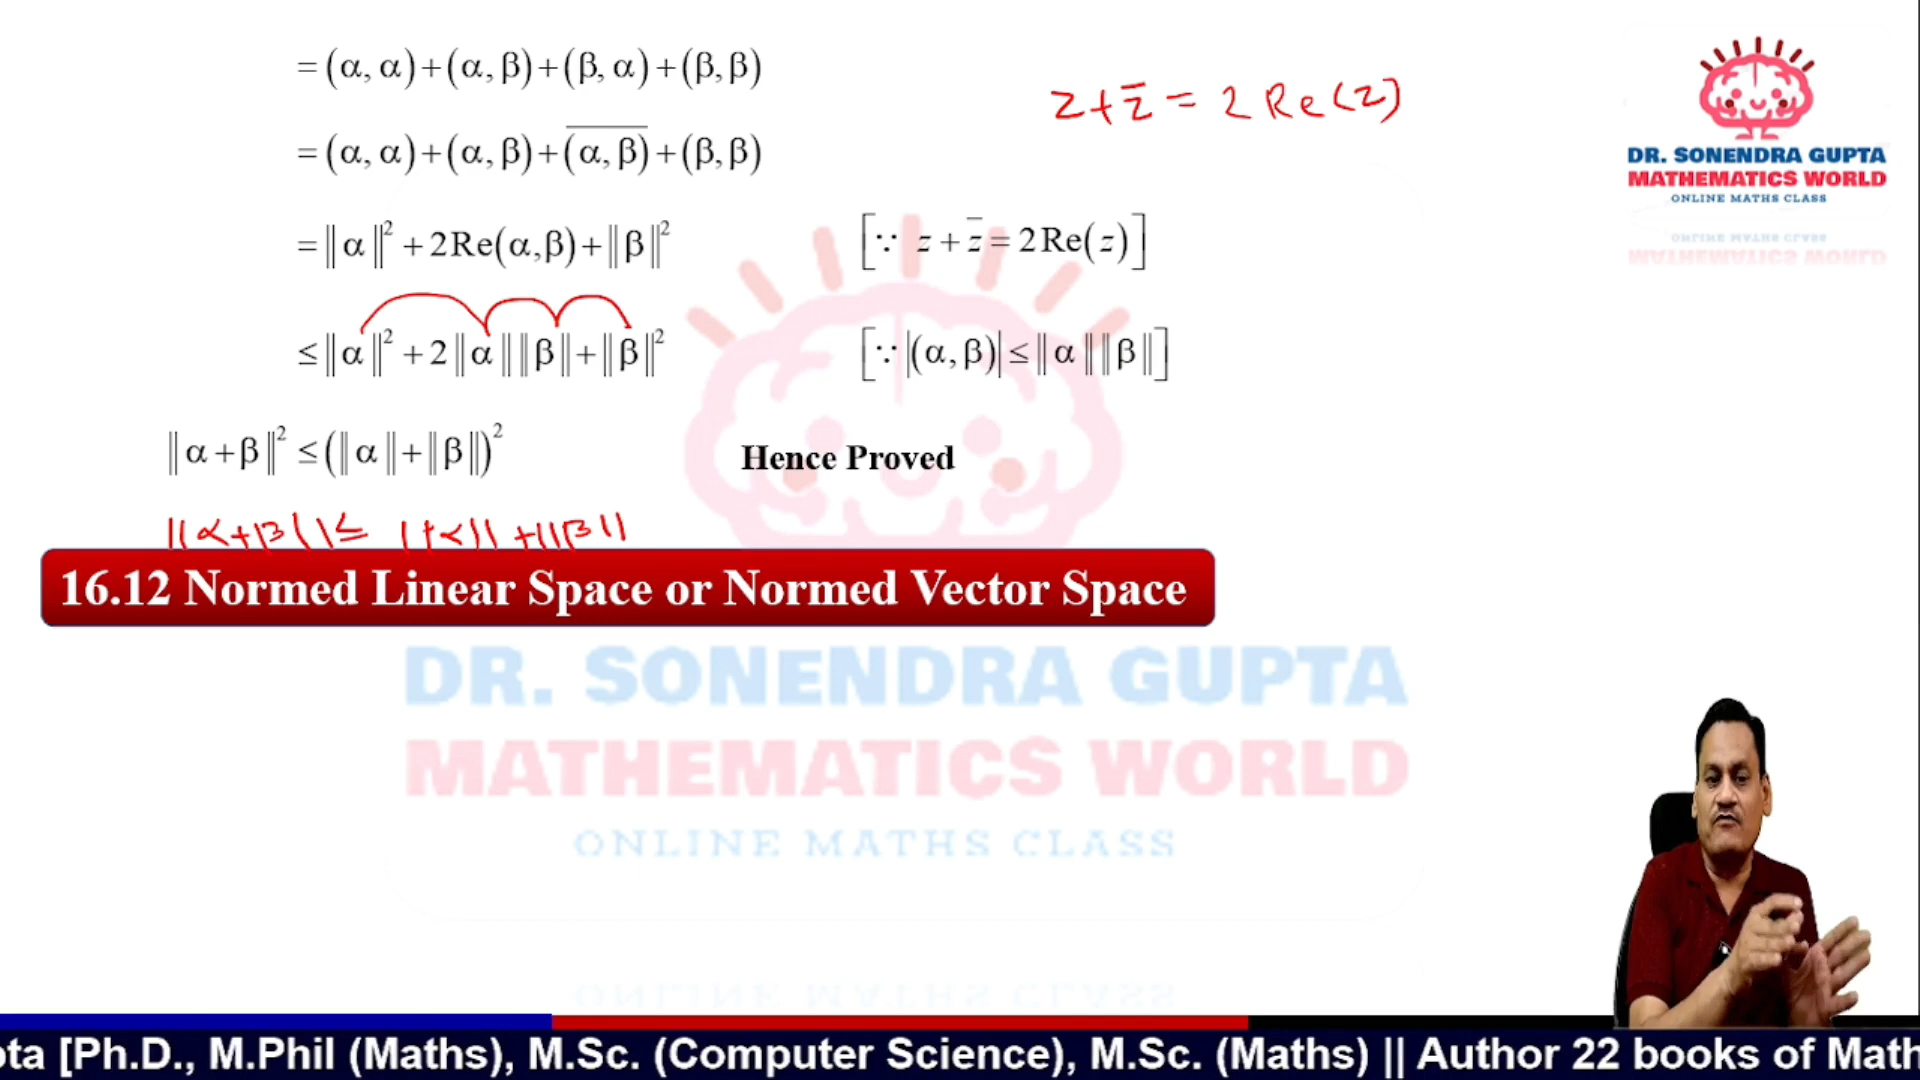 = (α, α) + (α, β) + (β, α) + (β, β)
z + z̅ = 2 Re(z)
= (α, α) + (α, β) + \overline{(α, β)} + (β, β)
= ‖α‖² + 2Re(α,β) + ‖β‖² [∵ z + z̅ = 2Re(z)]
≤ ‖α‖² + 2‖α‖‖β‖ + ‖β‖² [∵ |(α, β)| ≤ ‖α‖‖β‖]
‖α + β‖² ≤ (‖α‖ + ‖β‖)² Hence Proved
‖α+β‖ ≤ ‖α‖ + ‖β‖
16.12 Normed Linear Space or Normed Vector Space
DR. SONENDRA GUPTA
MATHEMATICS WORLD
ONLINE MATHS CLASS
DR. SONENDRA GUPTA
MATHEMATICS WORLD
ONLINE MATHS CLASS
pta [Ph.D., M.Phil (Maths), M.Sc. (Computer Science), M.Sc. (Maths) || Author 22 books of Math